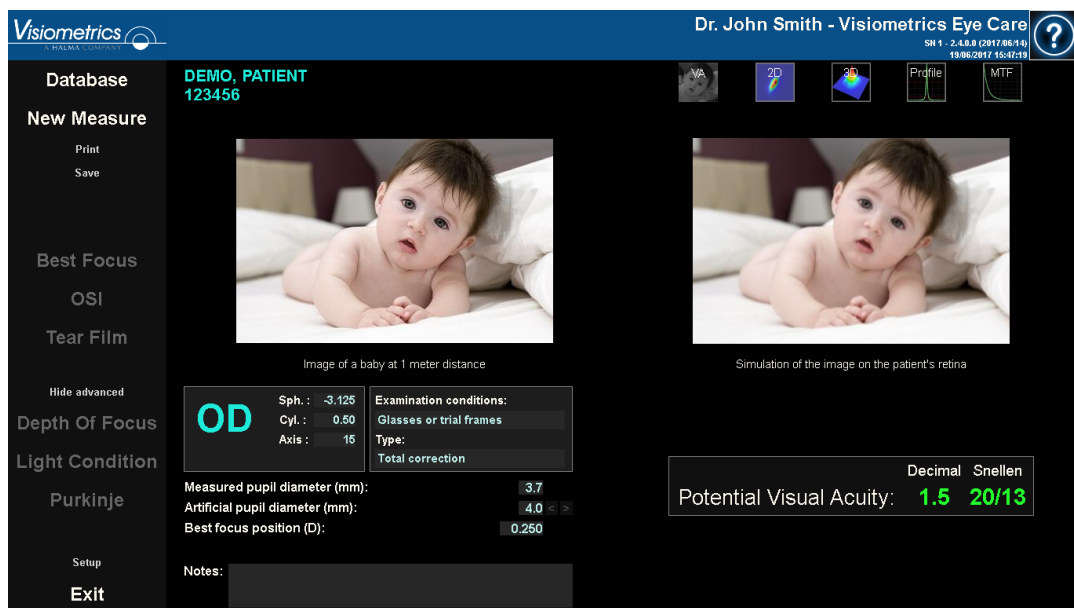 Visiometrics
A HALMA COMPANY
Dr. John Smith - Visiometrics Eye Care
SN 1 - 2.4.0.0 (2017/06/14)
19/06/2017 15:47:19
?
Database
New Measure
Print
Save
Best Focus
OSI
Tear Film
Hide advanced
Depth Of Focus
Light Condition
Purkinje
Setup
Exit
DEMO, PATIENT
123456
VA
2D
3D
Profile
MTF
Image of a baby at 1 meter distance
Simulation of the image on the patient's retina
OD
Sph. : -3.125
Cyl. : 0.50
Axis : 15
Examination conditions:
Glasses or trial frames
Type:
Total correction
Measured pupil diameter (mm): 3.7
Artificial pupil diameter (mm): 4.0 < >
Best focus position (D): 0.250
Notes:
Decimal Snellen
Potential Visual Acuity: 1.5 20/13